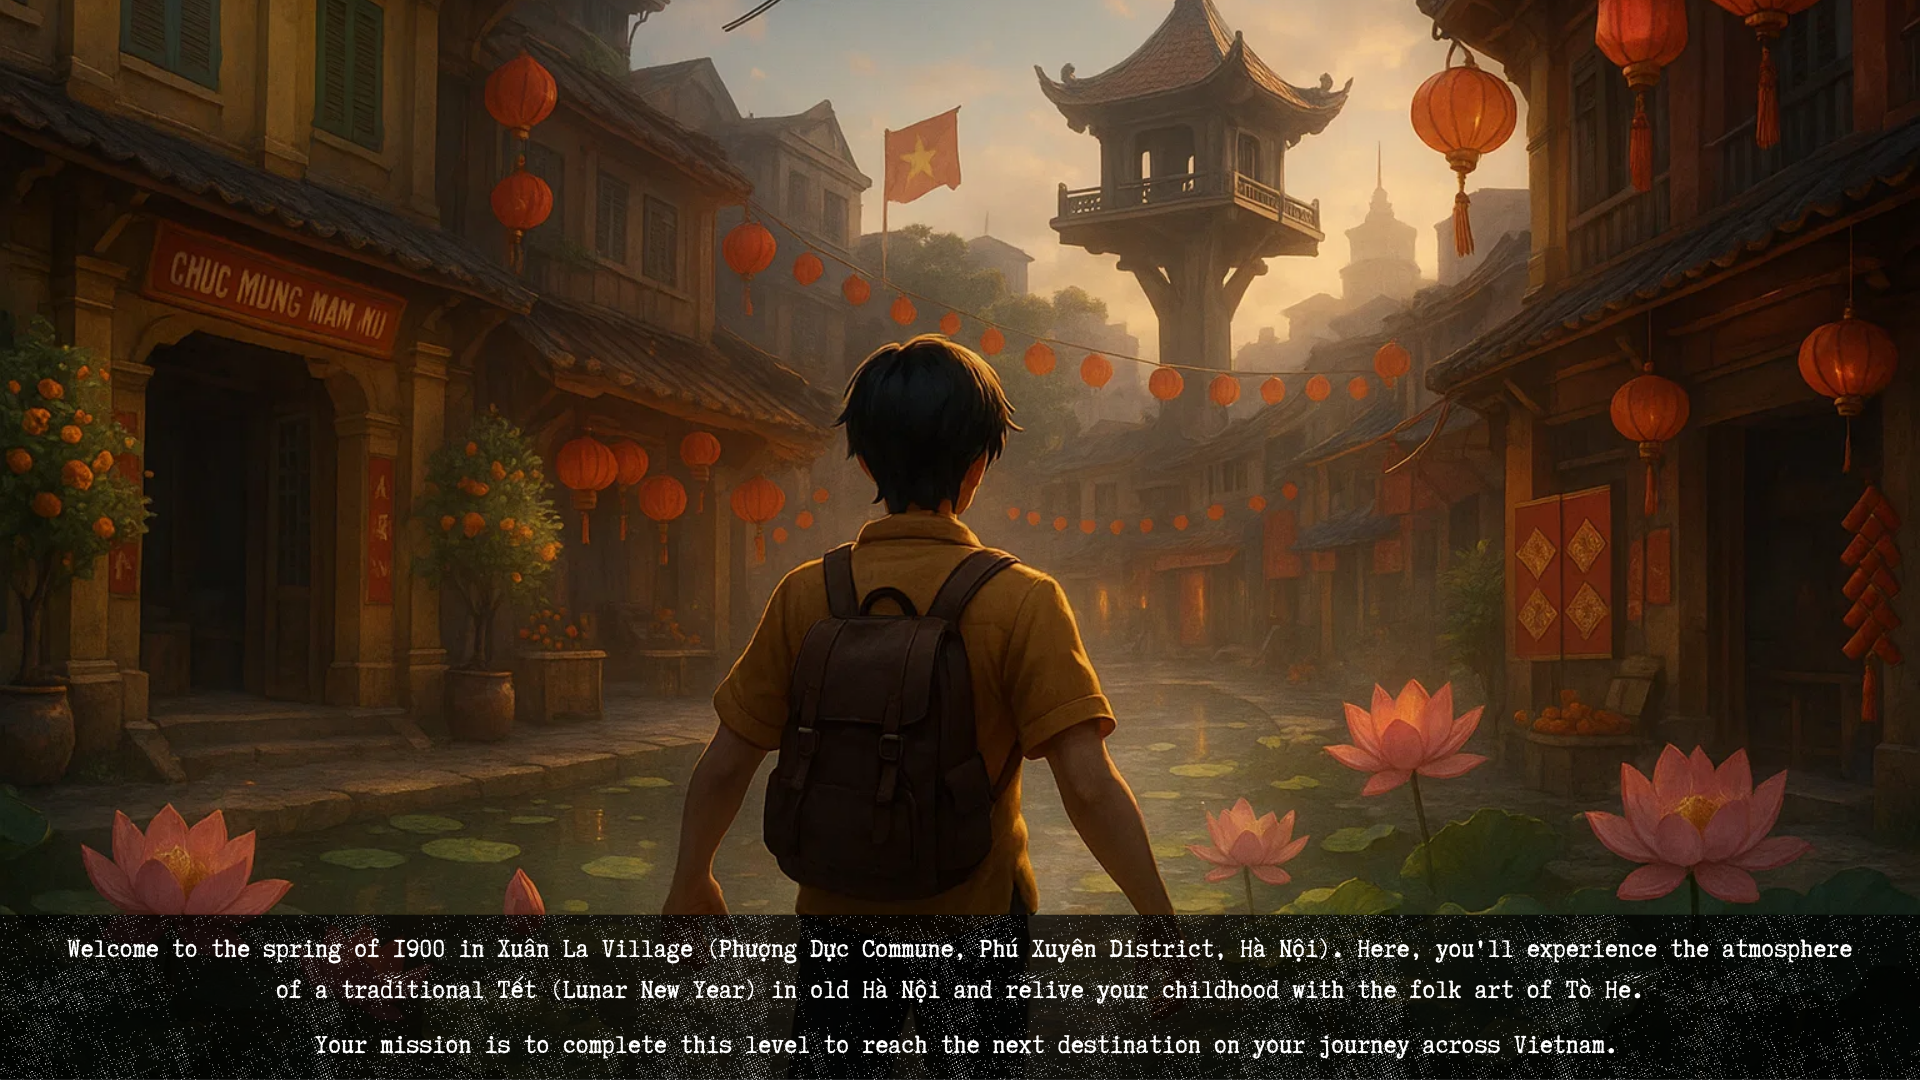 CHUC MUNG MAM NU
Welcome to the spring of 1900 in Xuân La Village (Phượng Dực Commune, Phú Xuyên District, Hà Nội). Here, you'll experience the atmosphere
of a traditional Tết (Lunar New Year) in old Hà Nội and relive your childhood with the folk art of Tò He.
Your mission is to complete this level to reach the next destination on your journey across Vietnam.